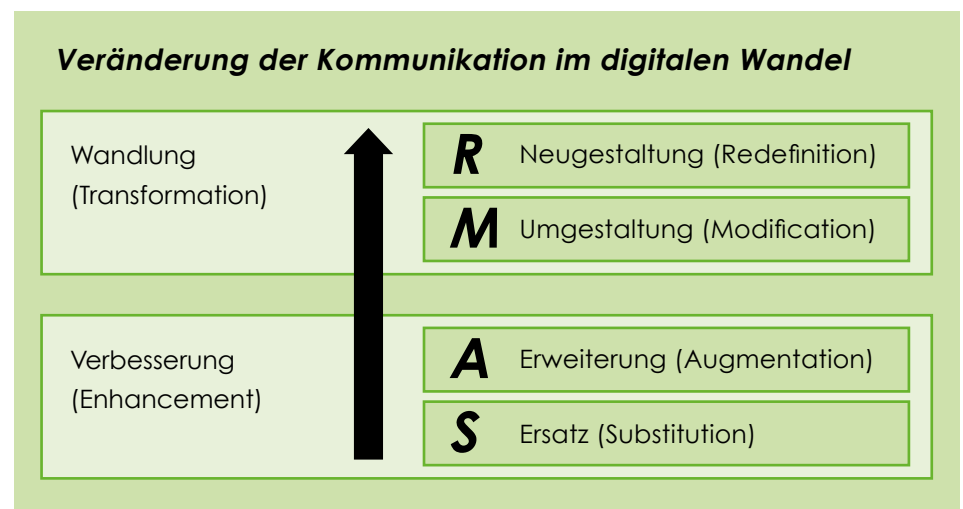 Veränderung der Kommunikation im digitalen Wandel
Wandlung
(Transformation)
R Neugestaltung (Redefinition)
M Umgestaltung (Modification)
Verbesserung
(Enhancement)
A Erweiterung (Augmentation)
S Ersatz (Substitution)